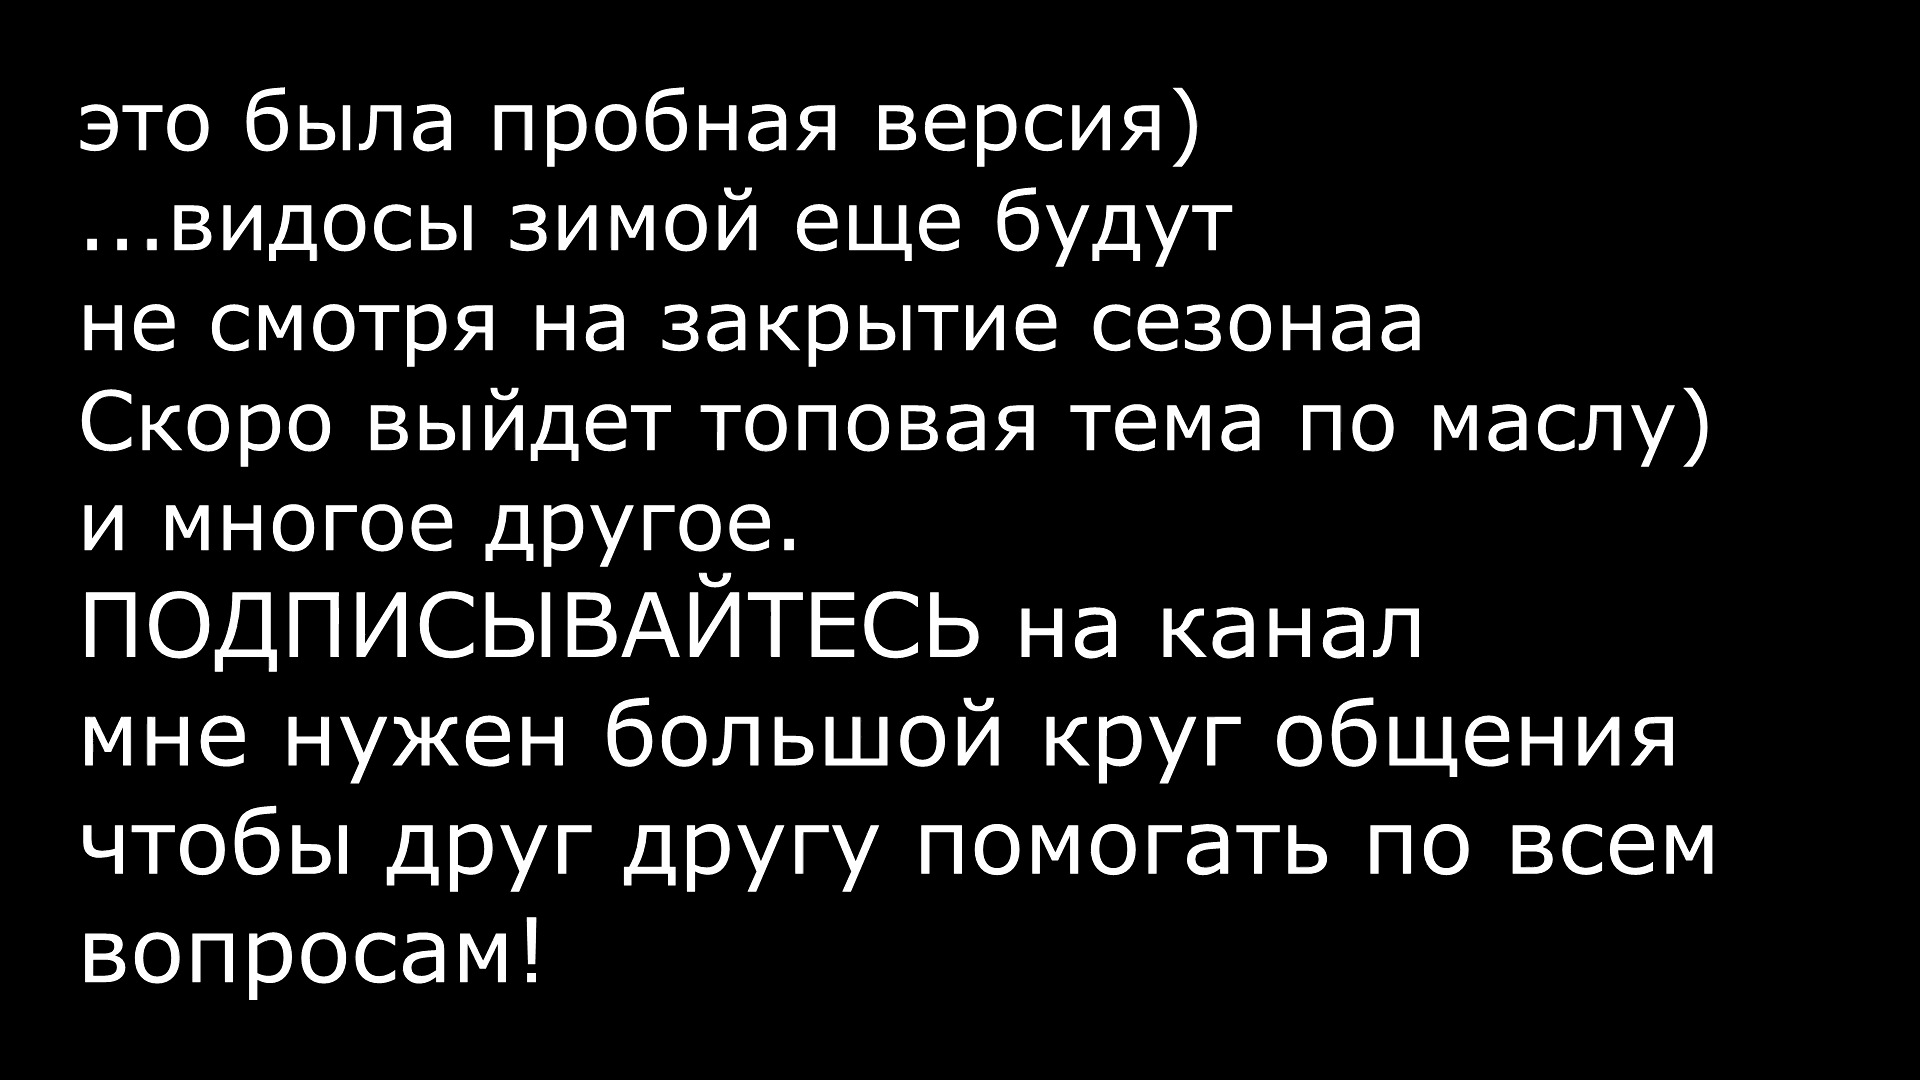 это была пробная версия)
...видосы зимой еще будут
не смотря на закрытие сезонаа
Скоро выйдет топовая тема по маслу)
и многое другое.
ПОДПИСЫВАЙТЕСЬ на канал
мне нужен большой круг общения
чтобы друг другу помогать по всем
вопросам!